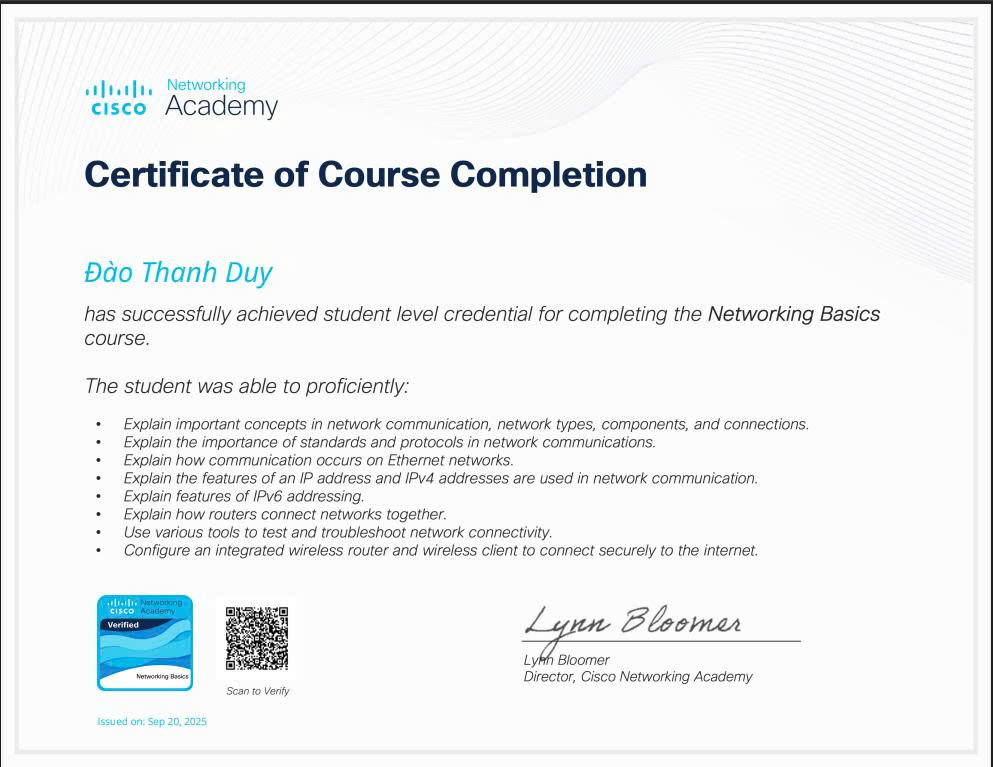 Networking
CISCO Academy
Certificate of Course Completion
Đào Thanh Duy
has successfully achieved student level credential for completing the Networking Basics
course.
The student was able to proficiently:
• Explain important concepts in network communication, network types, components, and connections.
• Explain the importance of standards and protocols in network communications.
• Explain how communication occurs on Ethernet networks.
• Explain the features of an IP address and IPv4 addresses are used in network communication.
• Explain features of IPv6 addressing.
• Explain how routers connect networks together.
• Use various tools to test and troubleshoot network connectivity.
• Configure an integrated wireless router and wireless client to connect securely to the internet.
Networking
CISCO Academy
Verified
Networking Basics
Scan to Verify
Issued on: Sep 20, 2025
Lynn Bloomer
Lynn Bloomer
Director, Cisco Networking Academy